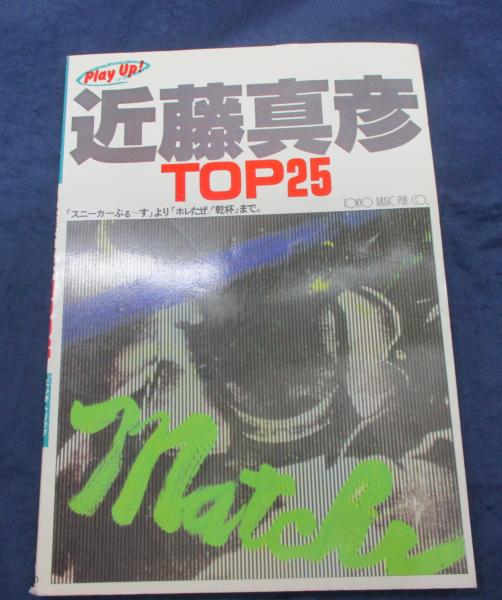 Play Up!
近藤真彦
TOP25
「スニーカーぶる〜す」より「ホレたぜ!乾杯」まで。
TOKYO MUSIC PUB. CO.,
Matchy